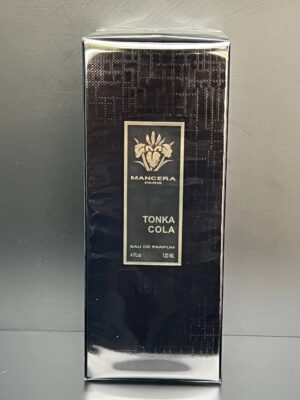 MANCERA
PARIS
TONKA
COLA
EAU DE PARFUM
4 Fl.oz 120 ML